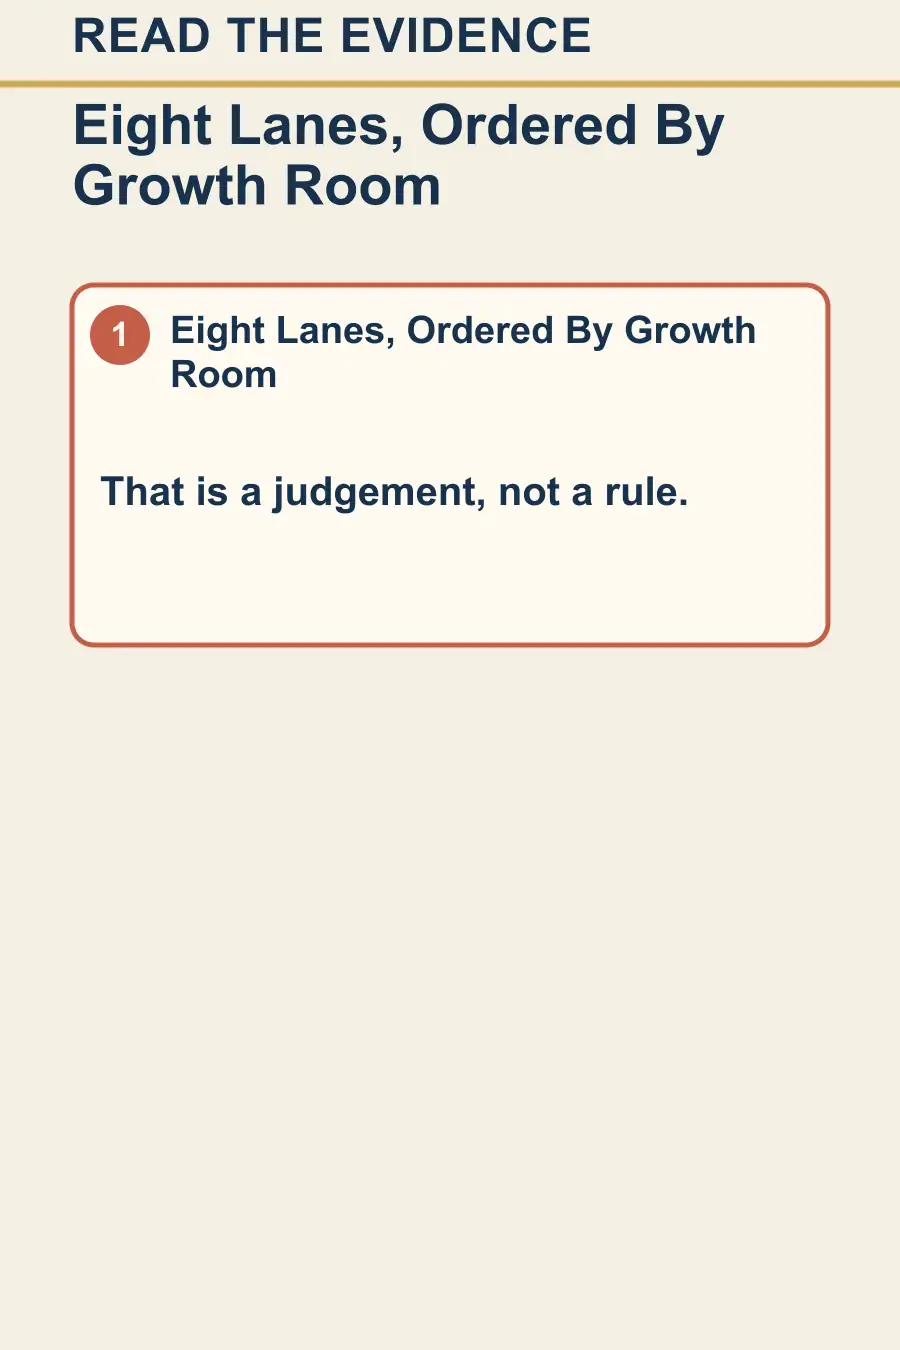 READ THE EVIDENCE
Eight Lanes, Ordered By
Growth Room
1
Eight Lanes, Ordered By Growth
Room
That is a judgement, not a rule.